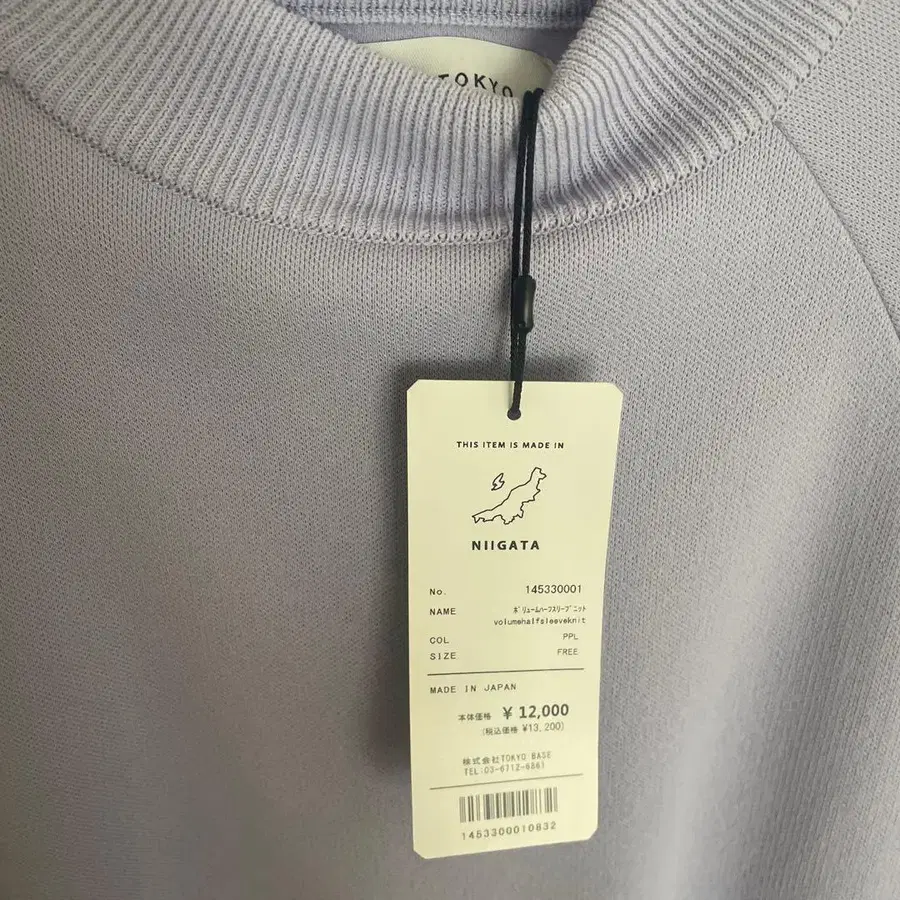 TOKYO
THIS ITEM IS MADE IN
NIIGATA
No. 145330001
NAME ボリュームハーフスリーブニット
volumehalfsleeveknit
COL PPL
SIZE FREE
MADE IN JAPAN
本体価格 ¥ 12,000
(税込価格 ¥13,200)
株式会社TOKYO BASE
TEL:03-6712-6861
1453300010832